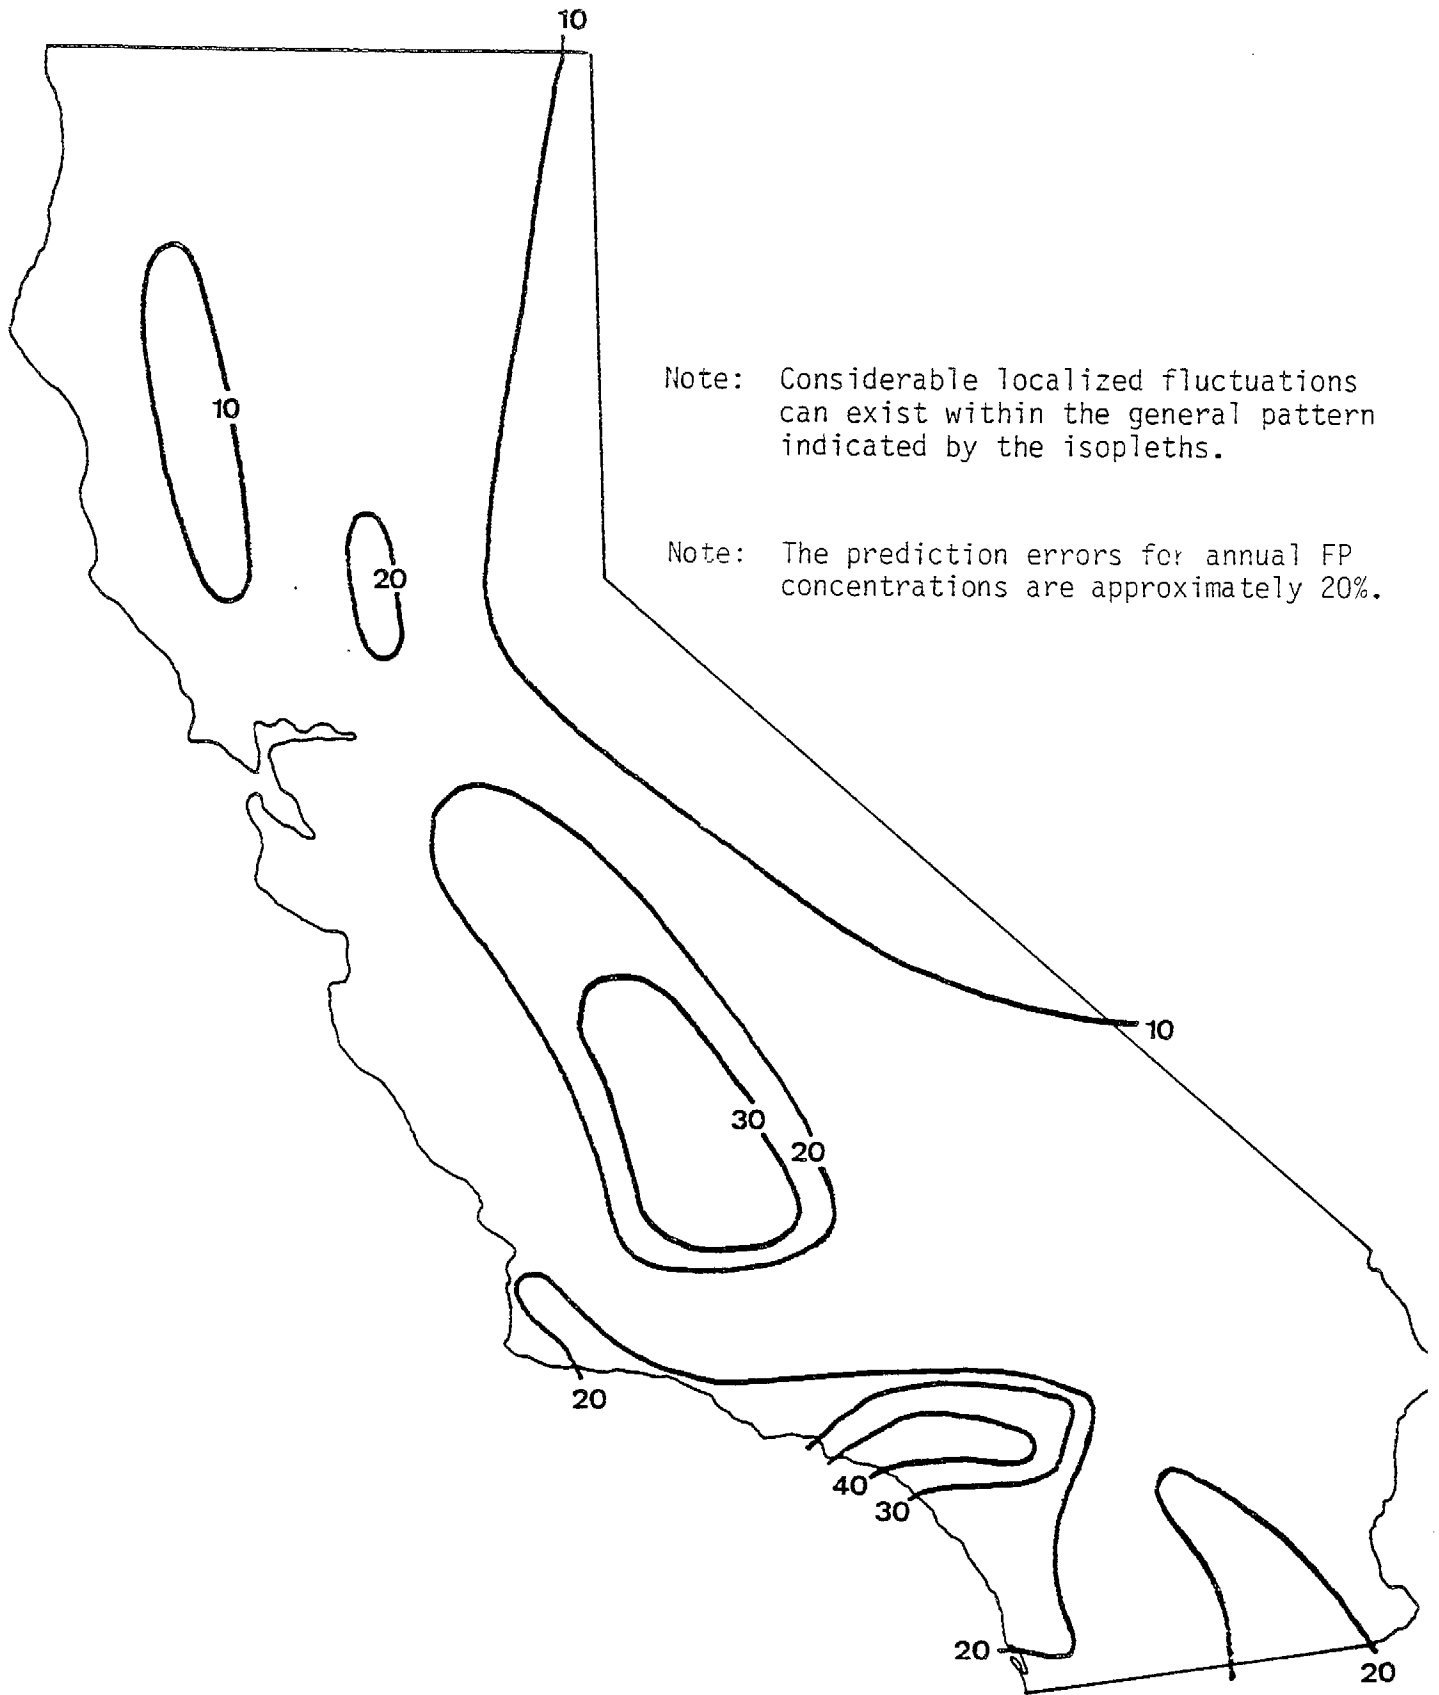 10
Note: Considerable localized fluctuations
can exist within the general pattern
indicated by the isopleths.
10
Note: The prediction errors for annual FP
concentrations are approximately 20%.
20
10
30
20
20
40
30
20
20